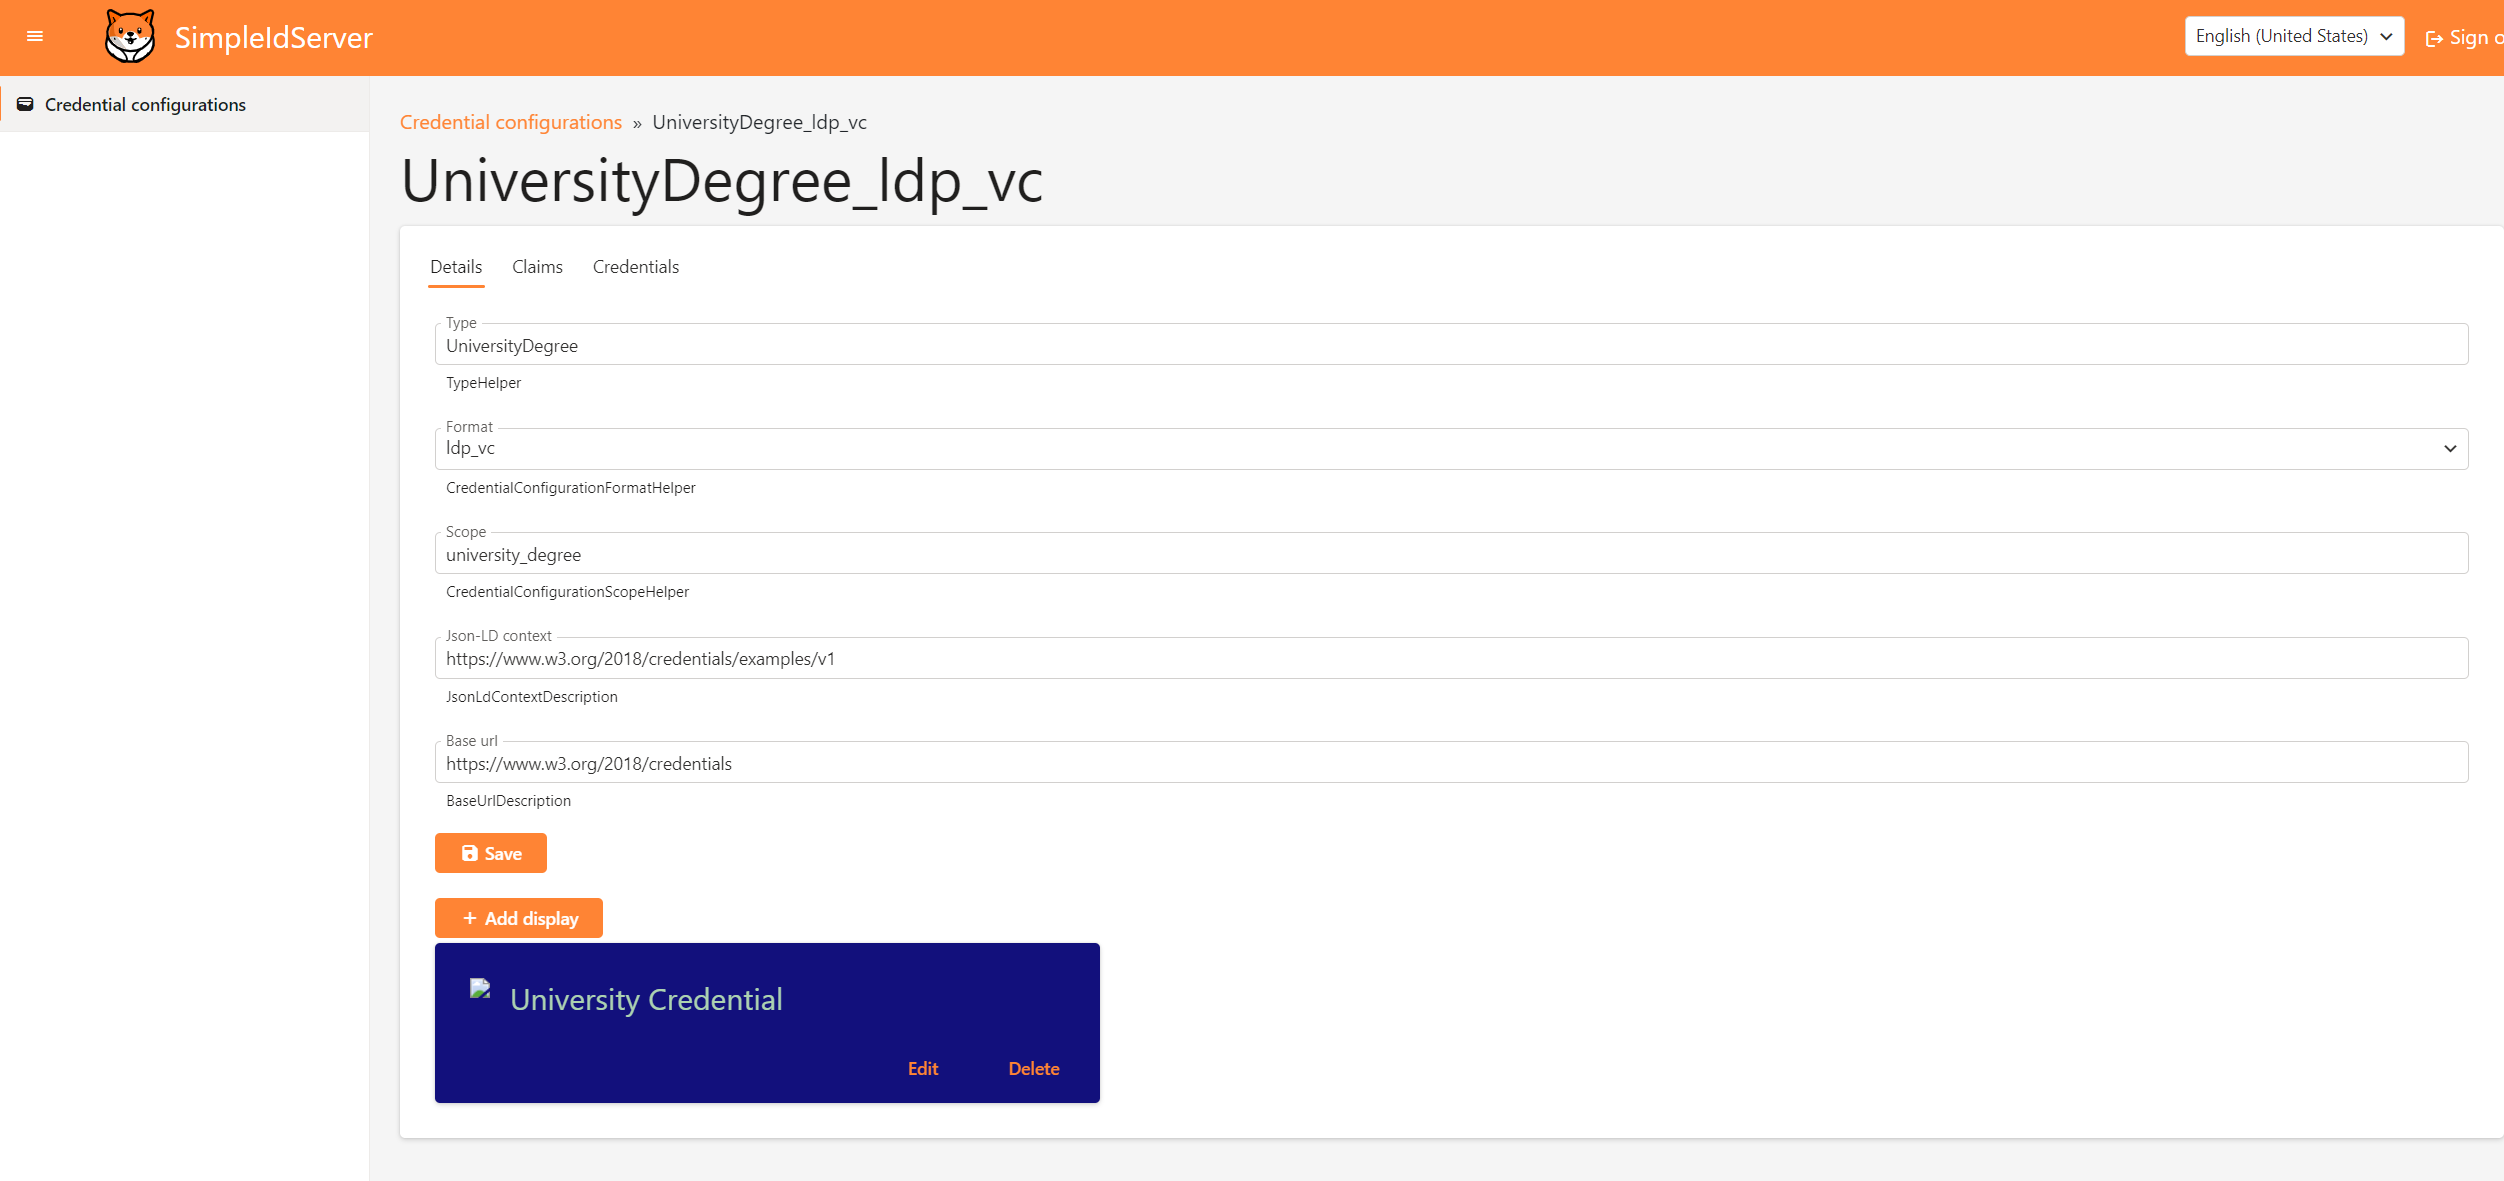 SimpleIdServer
English (United States)
Sign o
Credential configurations
Credential configurations » UniversityDegree_ldp_vc
UniversityDegree_ldp_vc
Details Claims Credentials
Type
UniversityDegree
TypeHelper
Format
ldp_vc
CredentialConfigurationFormatHelper
Scope
university_degree
CredentialConfigurationScopeHelper
Json-LD context
https://www.w3.org/2018/credentials/examples/v1
JsonLdContextDescription
Base url
https://www.w3.org/2018/credentials
BaseUrlDescription
Save
+ Add display
University Credential
Edit Delete